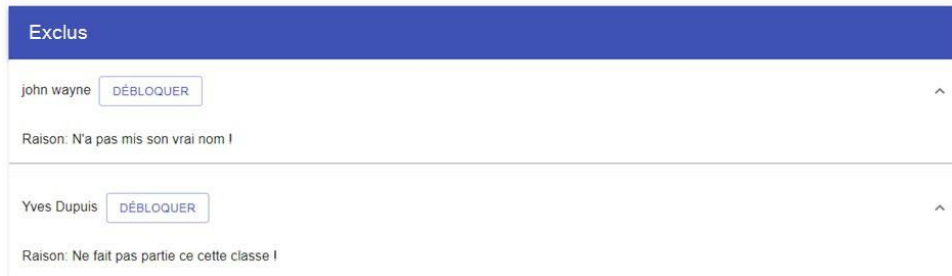 Exclus
john wayne DÉBLOQUER
Raison: N'a pas mis son vrai nom !
Yves Dupuis DÉBLOQUER
Raison: Ne fait pas partie ce cette classe !